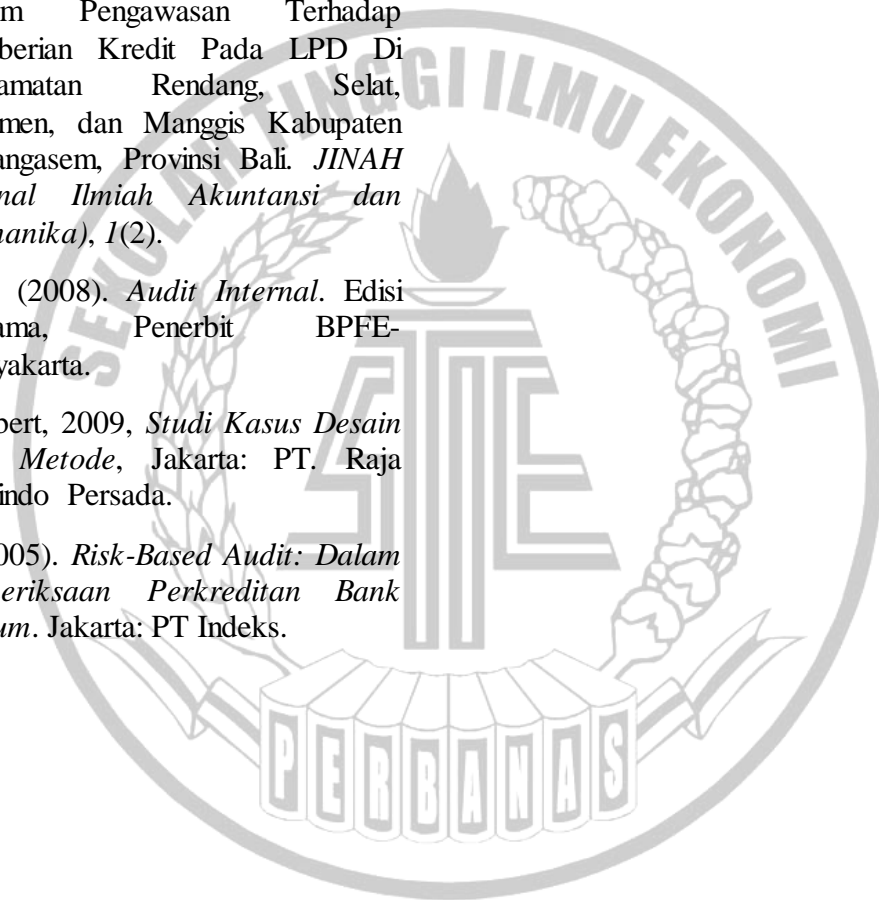 m Pengawasan Terhadap
berian Kredit Pada LPD Di
amatan Rendang, Selat,
men, dan Manggis Kabupaten
angasem, Provinsi Bali. JINAH
nal Ilmiah Akuntansi dan
anika), 1(2).
(2008). Audit Internal. Edisi
ama, Penerbit BPFE-
yakarta.
bert, 2009, Studi Kasus Desain
Metode, Jakarta: PT. Raja
indo Persada.
005). Risk-Based Audit: Dalam
eriksaan Perkreditan Bank
um. Jakarta: PT Indeks.
SEKOLAH TINGGI ILMU EKONOMI
PERBANAS